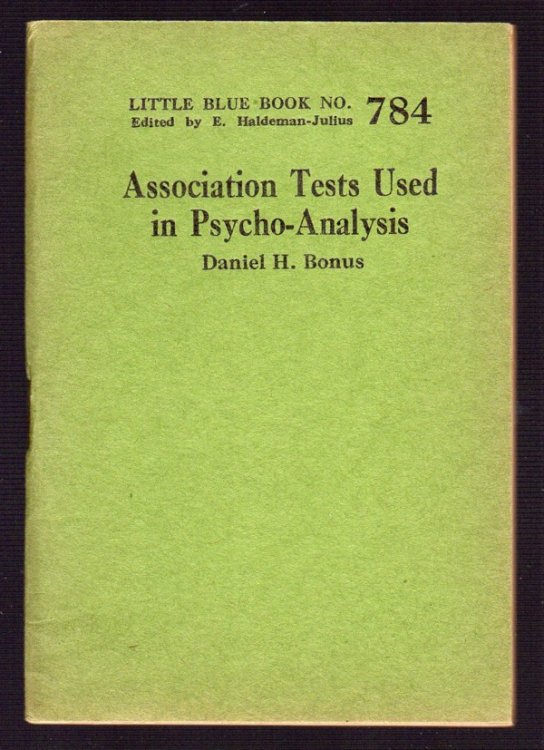 LITTLE BLUE BOOK NO. 784
Edited by E. Haldeman-Julius
Association Tests Used
in Psycho-Analysis
Daniel H. Bonus